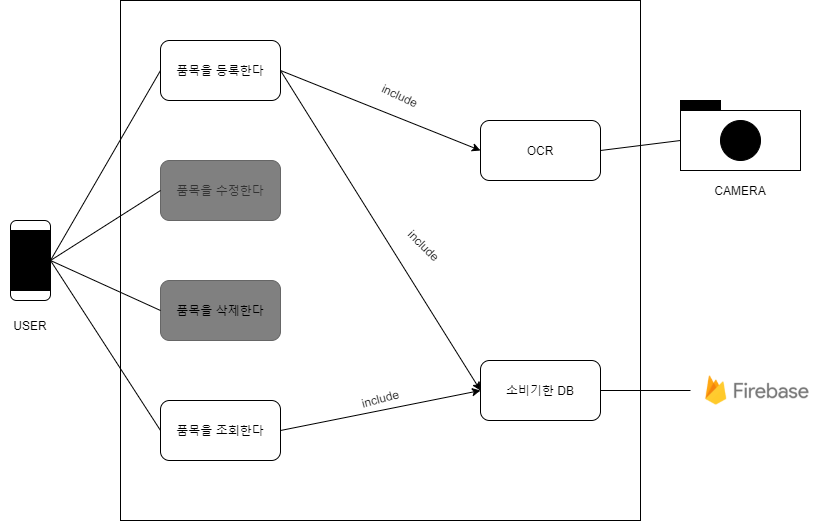 품목을 등록한다
include
OCR
CAMERA
품목을 수정한다
include
품목을 삭제한다
USER
include
소비기한 DB
Firebase
품목을 조회한다